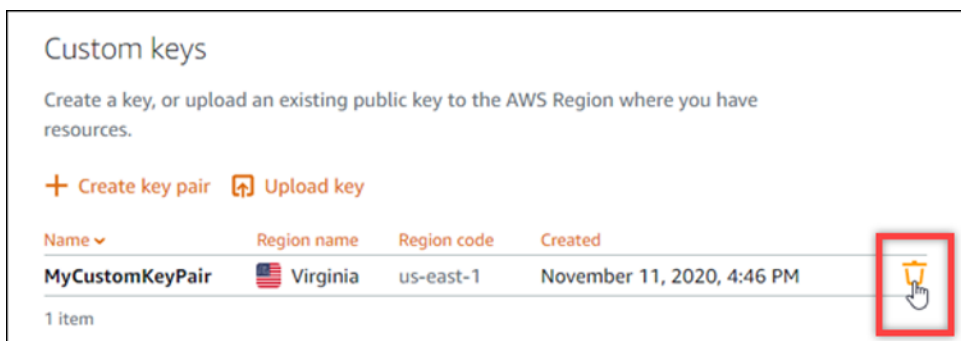 Custom keys
Create a key, or upload an existing public key to the AWS Region where you have
resources.
Create key pair Upload key
Name Region name Region code Created
MyCustomKeyPair Virginia us-east-1 November 11, 2020, 4:46 PM
1 item